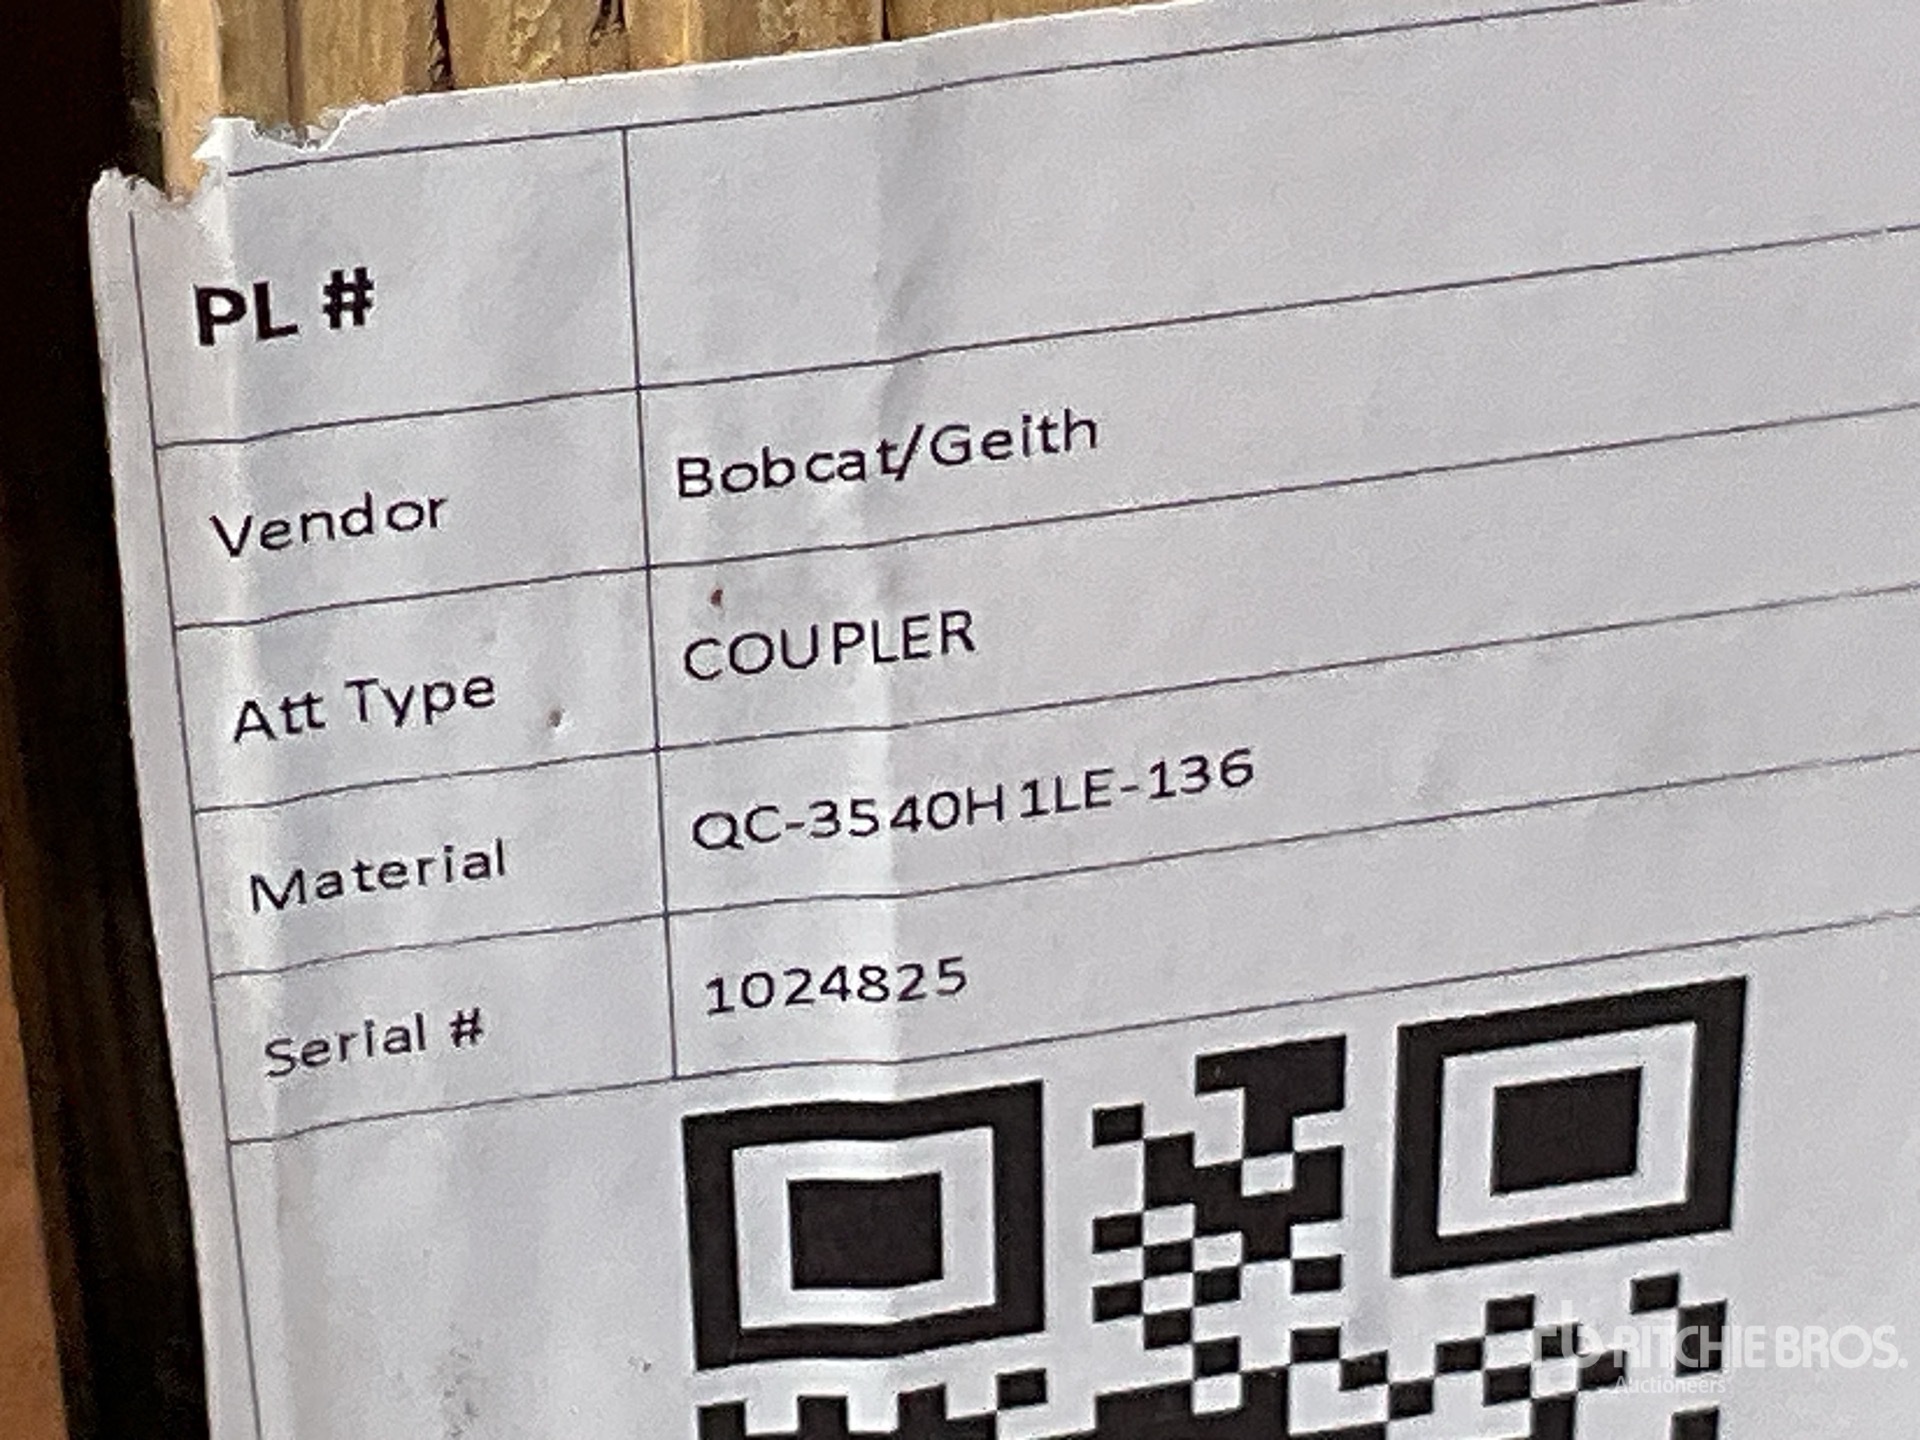 PL #
Vendor Bobcat/Geith
Att Type COUPLER
Material QC-3540H1LE-136
Serial # 1024825
RITCHIE BROS.
Auctioneers